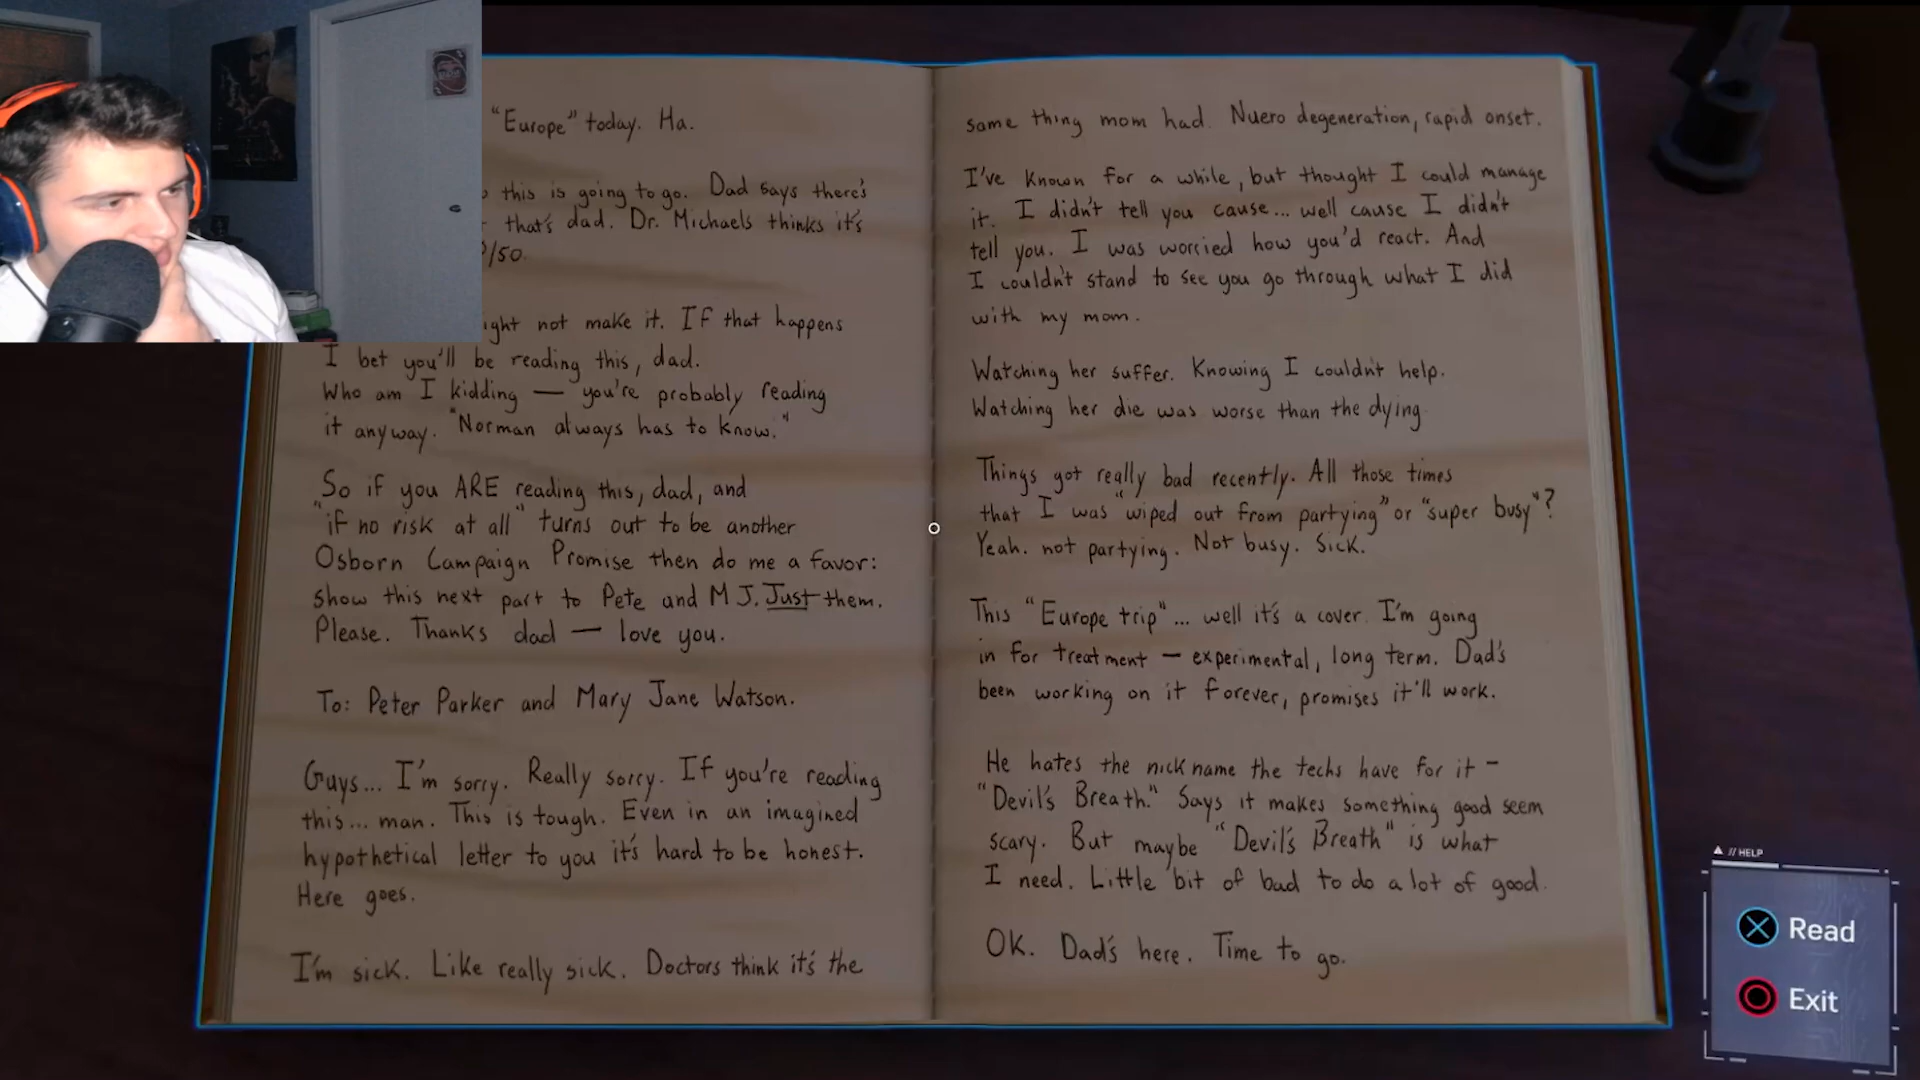 "Europe" today. Ha.
this is going to go. Dad says there's
that's dad. Dr. Michaels thinks it's
/50.
ight not make it. If that happens
I bet you'll be reading this, dad.
Who am I kidding — you're probably reading
it anyway. "Norman always has to know."
So if you ARE reading this, dad, and
"if no risk at all" turns out to be another
Osborn Campaign Promise then do me a favor:
show this next part to Pete and MJ. Just them.
Please. Thanks dad — love you.
To: Peter Parker and Mary Jane Watson.
Guys... I'm sorry. Really sorry. If you're reading
this... man. This is tough. Even in an imagined
hypothetical letter to you it's hard to be honest.
Here goes.
I'm sick. Like really sick. Doctors think it's the
same thing mom had. Nuero degeneration, rapid onset.
I've known for a while, but thought I could manage
it. I didn't tell you cause... well cause I didn't
tell you. I was worried how you'd react. And
I couldn't stand to see you go through what I did
with my mom.
Watching her suffer. Knowing I couldn't help.
Watching her die was worse than the dying.
Things got really bad recently. All those times
that I was "wiped out from partying" or "super busy"?
Yeah. not partying. Not busy. Sick.
This "Europe trip"... well it's a cover. I'm going
in for treatment — experimental, long term. Dad's
been working on it forever, promises it'll work.
He hates the nickname the techs have for it -
"Devil's Breath." Says it makes something good seem
scary. But maybe "Devil's Breath" is what
I need. Little bit of bad to do a lot of good.
OK. Dad's here. Time to go.
// HELP
Read
Exit